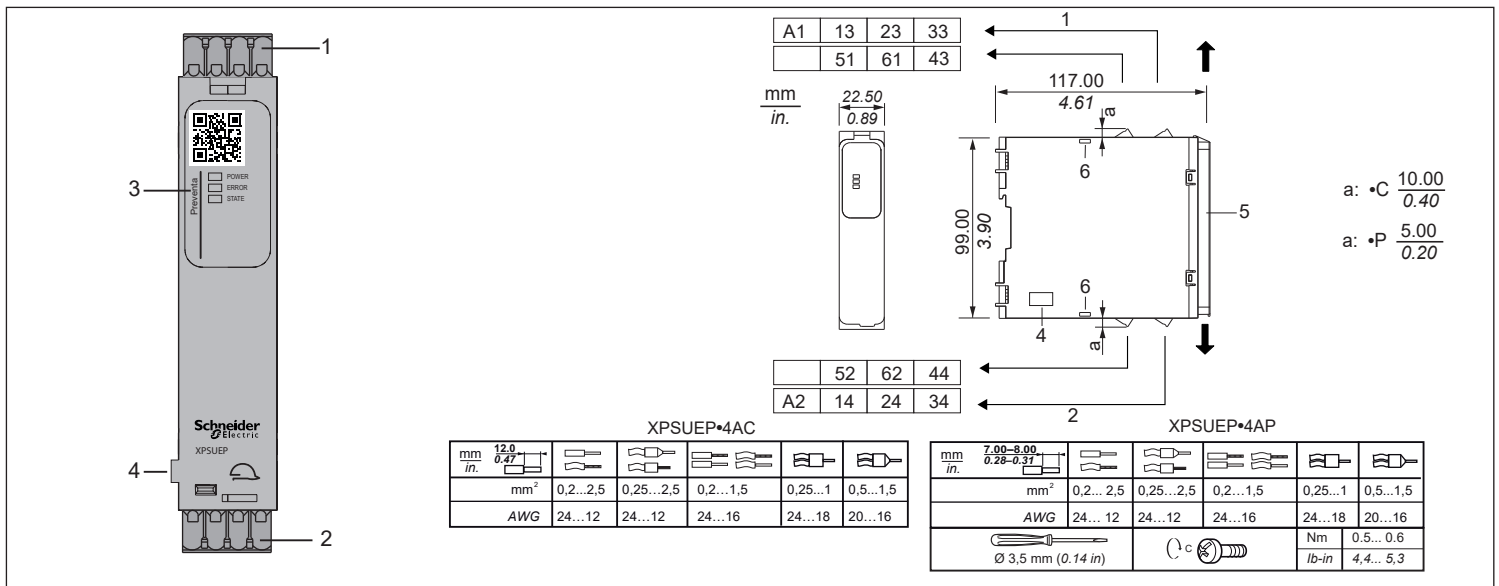 1
3
Preventa
POWER
ERROR
STATE
Schneider
Electric
XPSUEP
4
2
A1 13 23 33
51 61 43
1
mm
in.
22.50
0.89
117.00
4.61
a
6
99.00
3.90
5
6
4
a
a: •C 10.00
0.40
a: •P 5.00
0.20
52 62 44
A2 14 24 34
2
XPSUEP•4AC
mm
in.
12.0
0.47
mm² 0,2…2,5 0,25…2,5 0,2…1,5 0,25…1 0,5…1,5
AWG 24…12 24…12 24…16 24…18 20…16
XPSUEP•4AP
mm
in.
7.00–8.00
0.28–0.31
mm² 0,2... 2,5 0,25…2,5 0,2…1,5 0,25…1 0,5…1,5
AWG 24… 12 24…12 24…16 24…18 20…16
Ø 3,5 mm (0.14 in)
C
Nm 0.5... 0.6
lb-in 4,4... 5,3